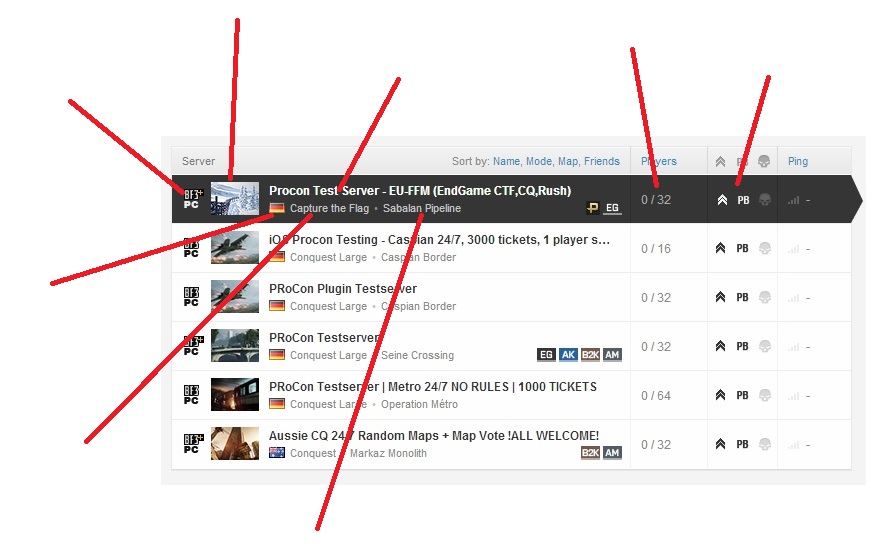 Server Sort by: Name, Mode, Map, Friends Players PB Ping
BF3+ PC Procon Test Server - EU-FFM (EndGame CTF,CQ,Rush)
Capture the Flag • Sabalan Pipeline P EG 0 / 32 PB -
BF3 PC iOS Procon Testing - Caspian 24/7, 3000 tickets, 1 player s…
Conquest Large • Caspian Border 0 / 16 PB -
BF3 PC PRoCon Plugin Testserver
Conquest Large • Caspian Border 0 / 32 PB -
BF3+ PC PRoCon Testserver
Conquest Large • Seine Crossing EG AK B2K AM 0 / 32 PB -
BF3+ PC PRoCon Testserver | Metro 24/7 NO RULES | 1000 TICKETS
Conquest Large • Operation Métro 0 / 64 PB -
BF3+ PC Aussie CQ 24/7 Random Maps + Map Vote !ALL WELCOME!
Conquest • Markaz Monolith B2K AM 0 / 32 PB -